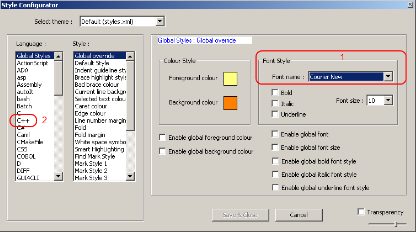 Style Configurator
Select theme :
Default (styles.xml)
Language :
Global Styles
ActionScript
ADA
asp
Assembly
autoit
bash
Batch
C
C++
C#
Caml
CMakeFile
CSS
COBOL
D
DIFF
GUI4CLI
2
Style :
Global override
Default Style
Indent guideline st
Brace highlight style
Bad brace colour
Current line backgr
Selected text colou
Caret colour
Edge colour
Line number margin
Fold
Fold margin
White space symbo
Smart HighLighting
Find Mark Style
Mark Style 1
Mark Style 2
Mark Style 3
Global Styles : Global override
Colour Style
Foreground colour
Background colour
Enable global foreground colour
Enable global background colour
1
Font Style
Font name :
Courier New
Bold
Italic
Underline
Font size :
10
Enable global font
Enable global font size
Enable global bold font style
Enable global italic font style
Enable global underline font style
Save & Close
Cancel
Transparency